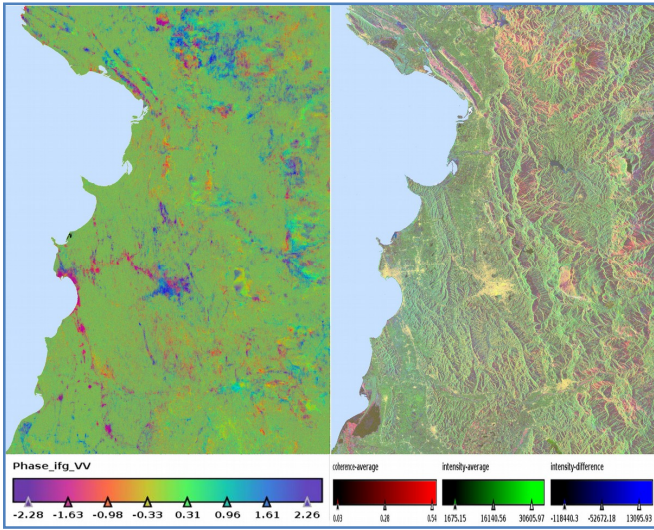 Phase_ifg_VV
-2.28 -1.63 -0.98 -0.33 0.31 0.96 1.61 2.26
coherence-average intensity-average intensity-difference
0.03 0.28 0.54 1675.15 16140.56 30605.97 -118440.3 -52672.18 13095.93